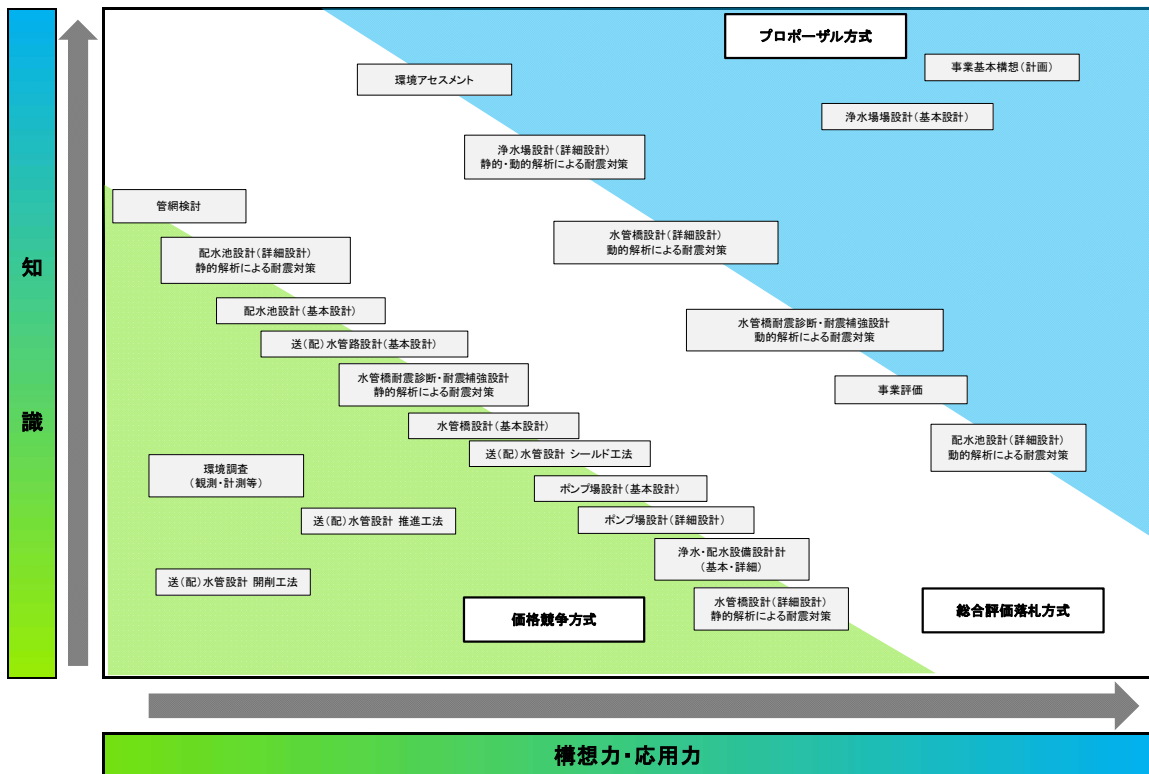 プロポーザル方式
事業基本構想(計画)
環境アセスメント
浄水場場設計(基本設計)
浄水場設計(詳細設計)
静的・動的解析による耐震対策
管網検討
水管橋設計(詳細設計)
動的解析による耐震対策
配水池設計(詳細設計)
静的解析による耐震対策
配水池設計(基本設計)
水管橋耐震診断・耐震補強設計
動的解析による耐震対策
送(配)水管路設計(基本設計)
水管橋耐震診断・耐震補強設計
静的解析による耐震対策
事業評価
水管橋設計(基本設計)
配水池設計(詳細設計)
動的解析による耐震対策
送(配)水管設計 シールド工法
環境調査
(観測・計測等)
ポンプ場設計(基本設計)
送(配)水管設計 推進工法
ポンプ場設計(詳細設計)
浄水・配水設備設計計
(基本・詳細)
送(配)水管設計 開削工法
水管橋設計(詳細設計)
静的解析による耐震対策
価格競争方式
総合評価落札方式
知
識
構想力・応用力